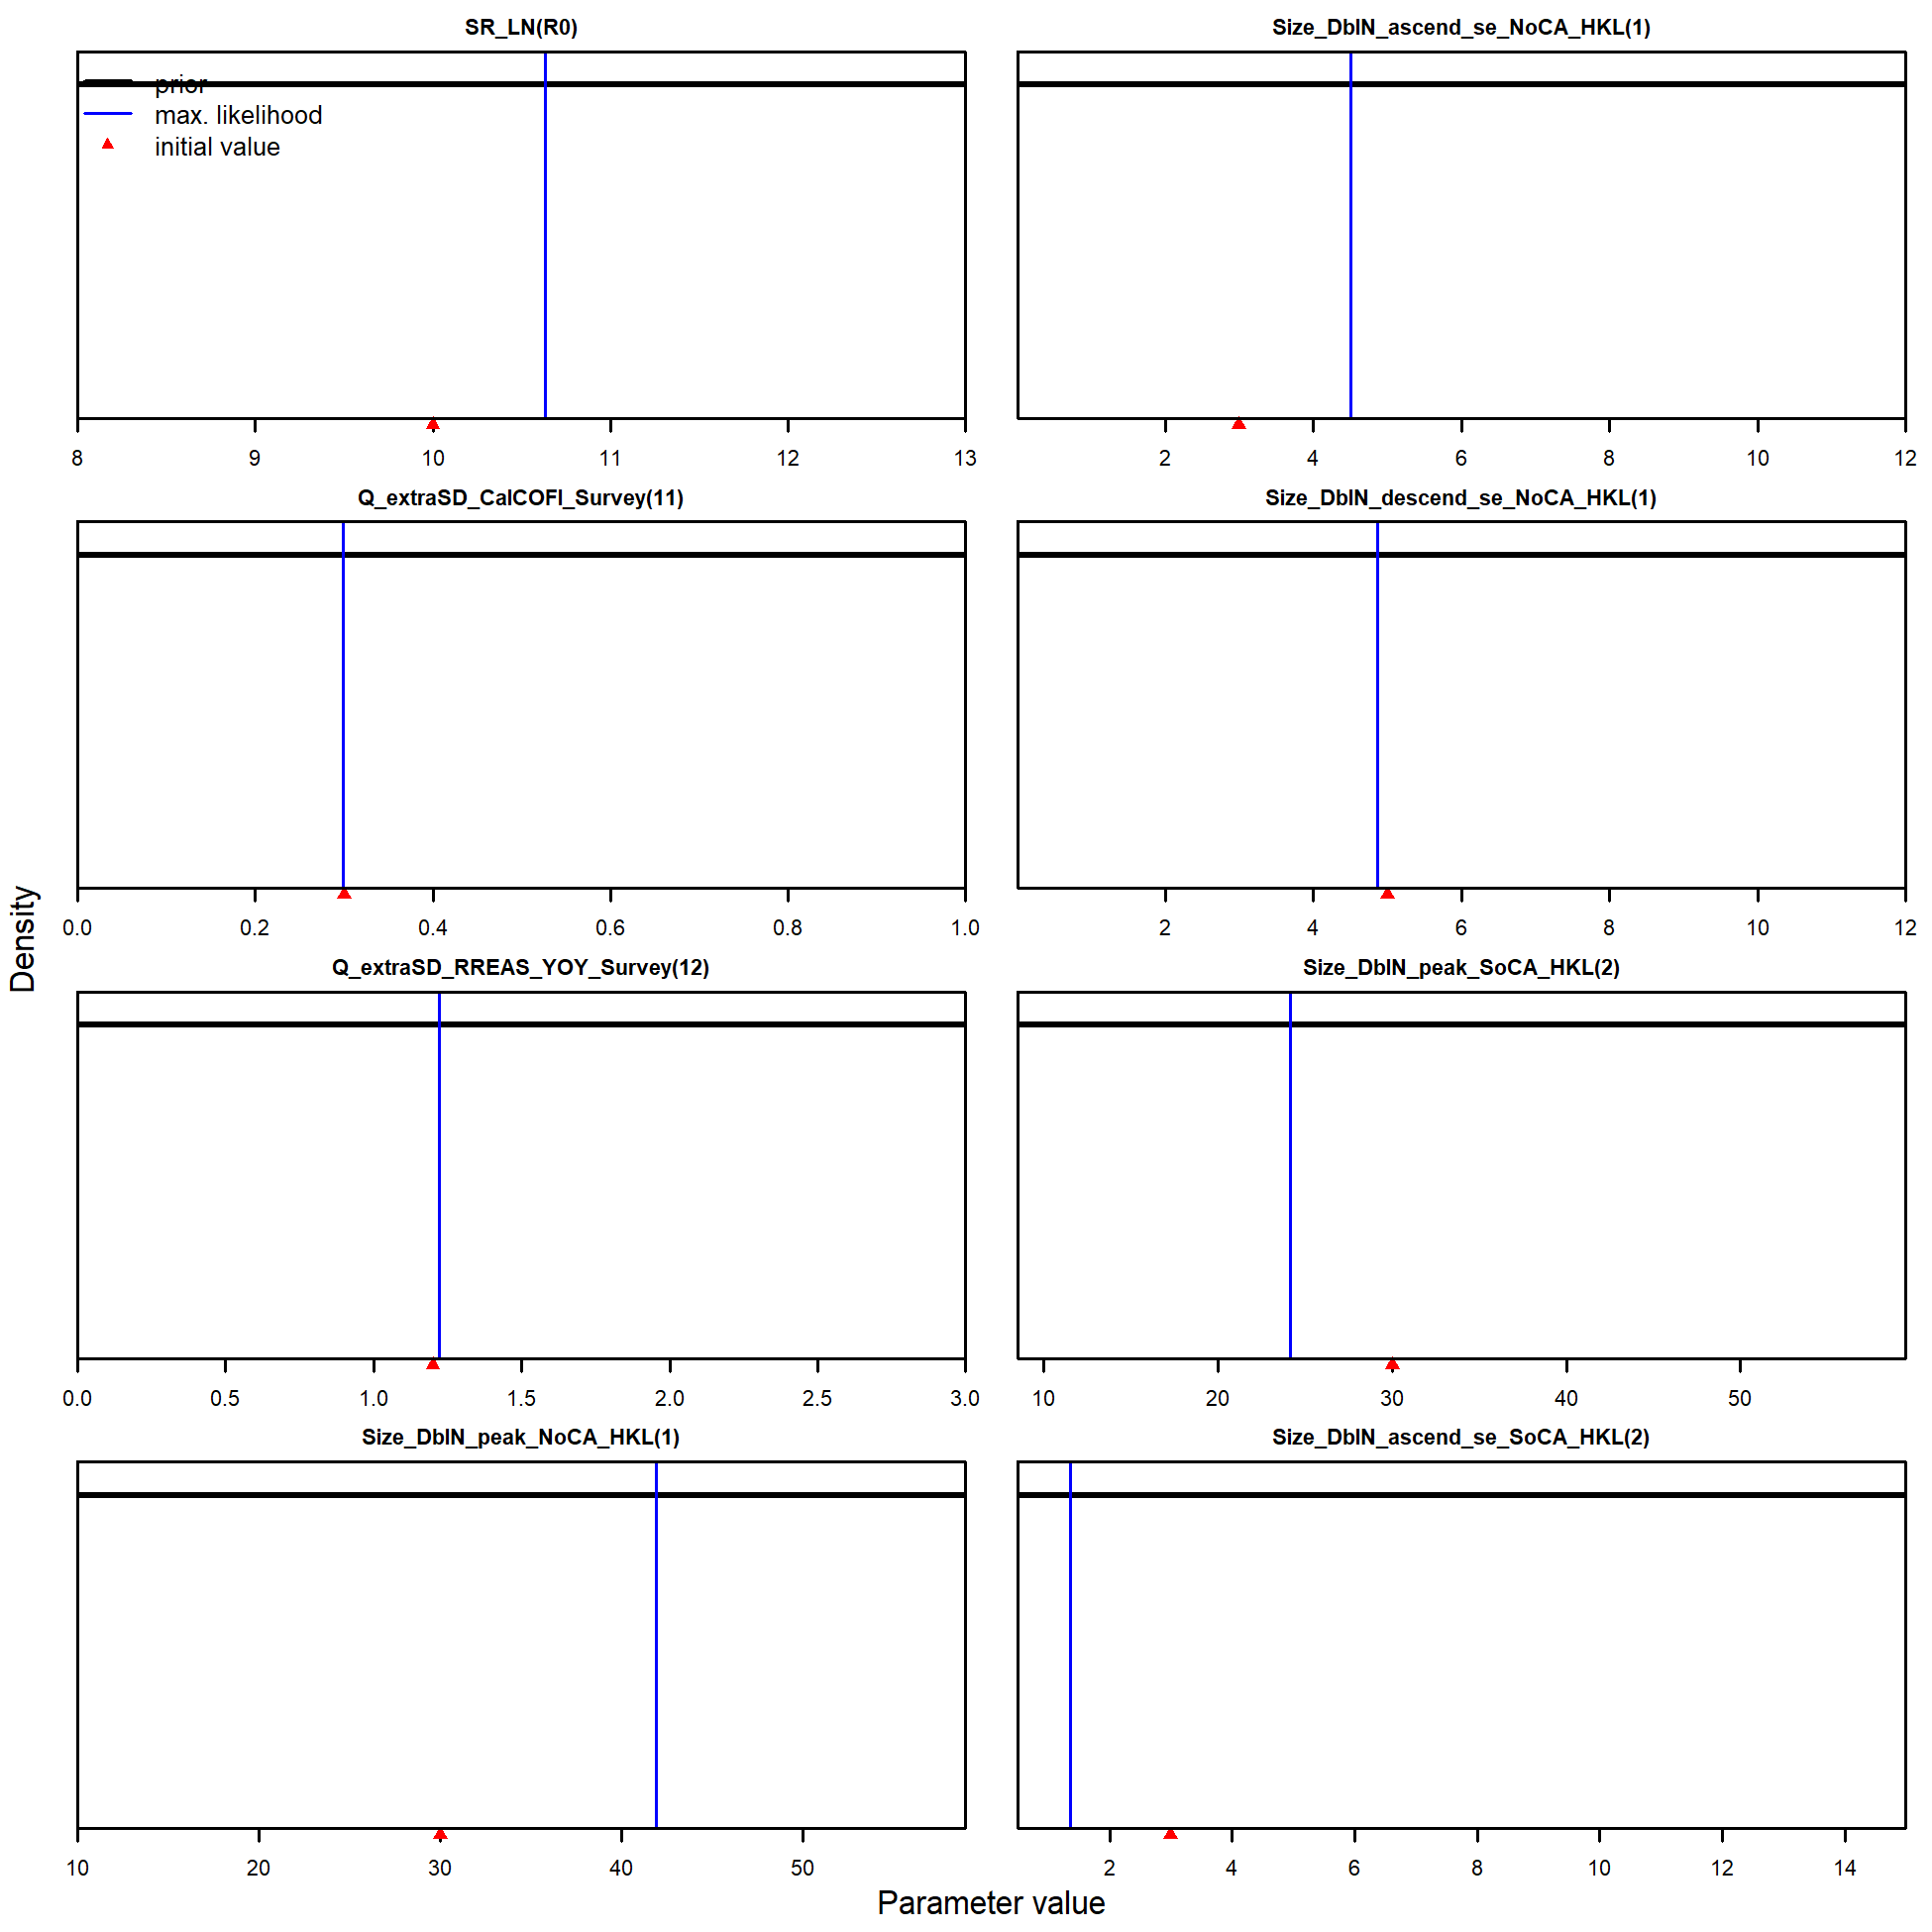 SR_LN(R0)
prior
max. likelihood
initial value
8 9 10 11 12 13
Size_DblN_ascend_se_NoCA_HKL(1)
2 4 6 8 10 12
Q_extraSD_CalCOFI_Survey(11)
0.0 0.2 0.4 0.6 0.8 1.0
Size_DblN_descend_se_NoCA_HKL(1)
2 4 6 8 10 12
Q_extraSD_RREAS_YOY_Survey(12)
0.0 0.5 1.0 1.5 2.0 2.5 3.0
Size_DblN_peak_SoCA_HKL(2)
10 20 30 40 50
Size_DblN_peak_NoCA_HKL(1)
10 20 30 40 50
Size_DblN_ascend_se_SoCA_HKL(2)
2 4 6 8 10 12 14
Density
Parameter value